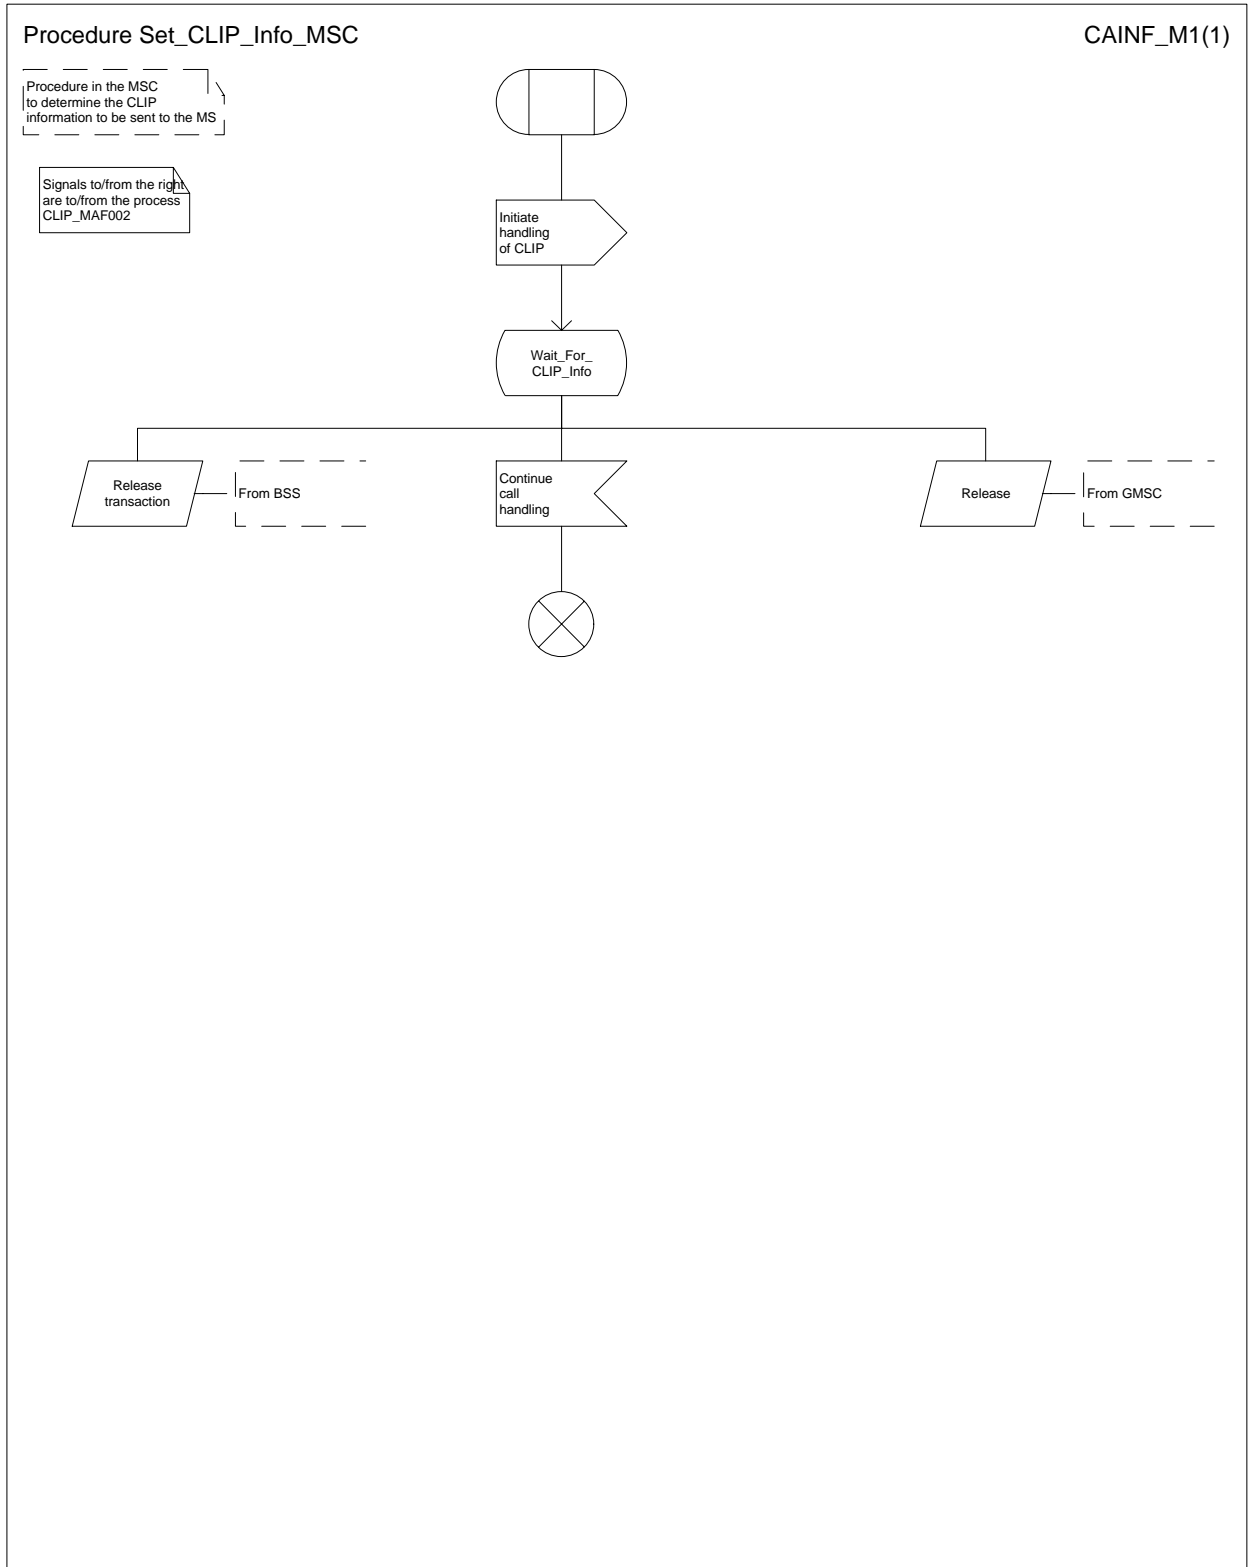 Procedure Set_CLIP_Info_MSC
CAINF_M1(1)
Procedure in the MSC
to determine the CLIP
information to be sent to the MS
Signals to/from the right
are to/from the process
CLIP_MAF002
Initiate
handling
of CLIP
Wait_For_
CLIP_Info
Release
transaction
From BSS
Continue
call
handling
Release
From GMSC